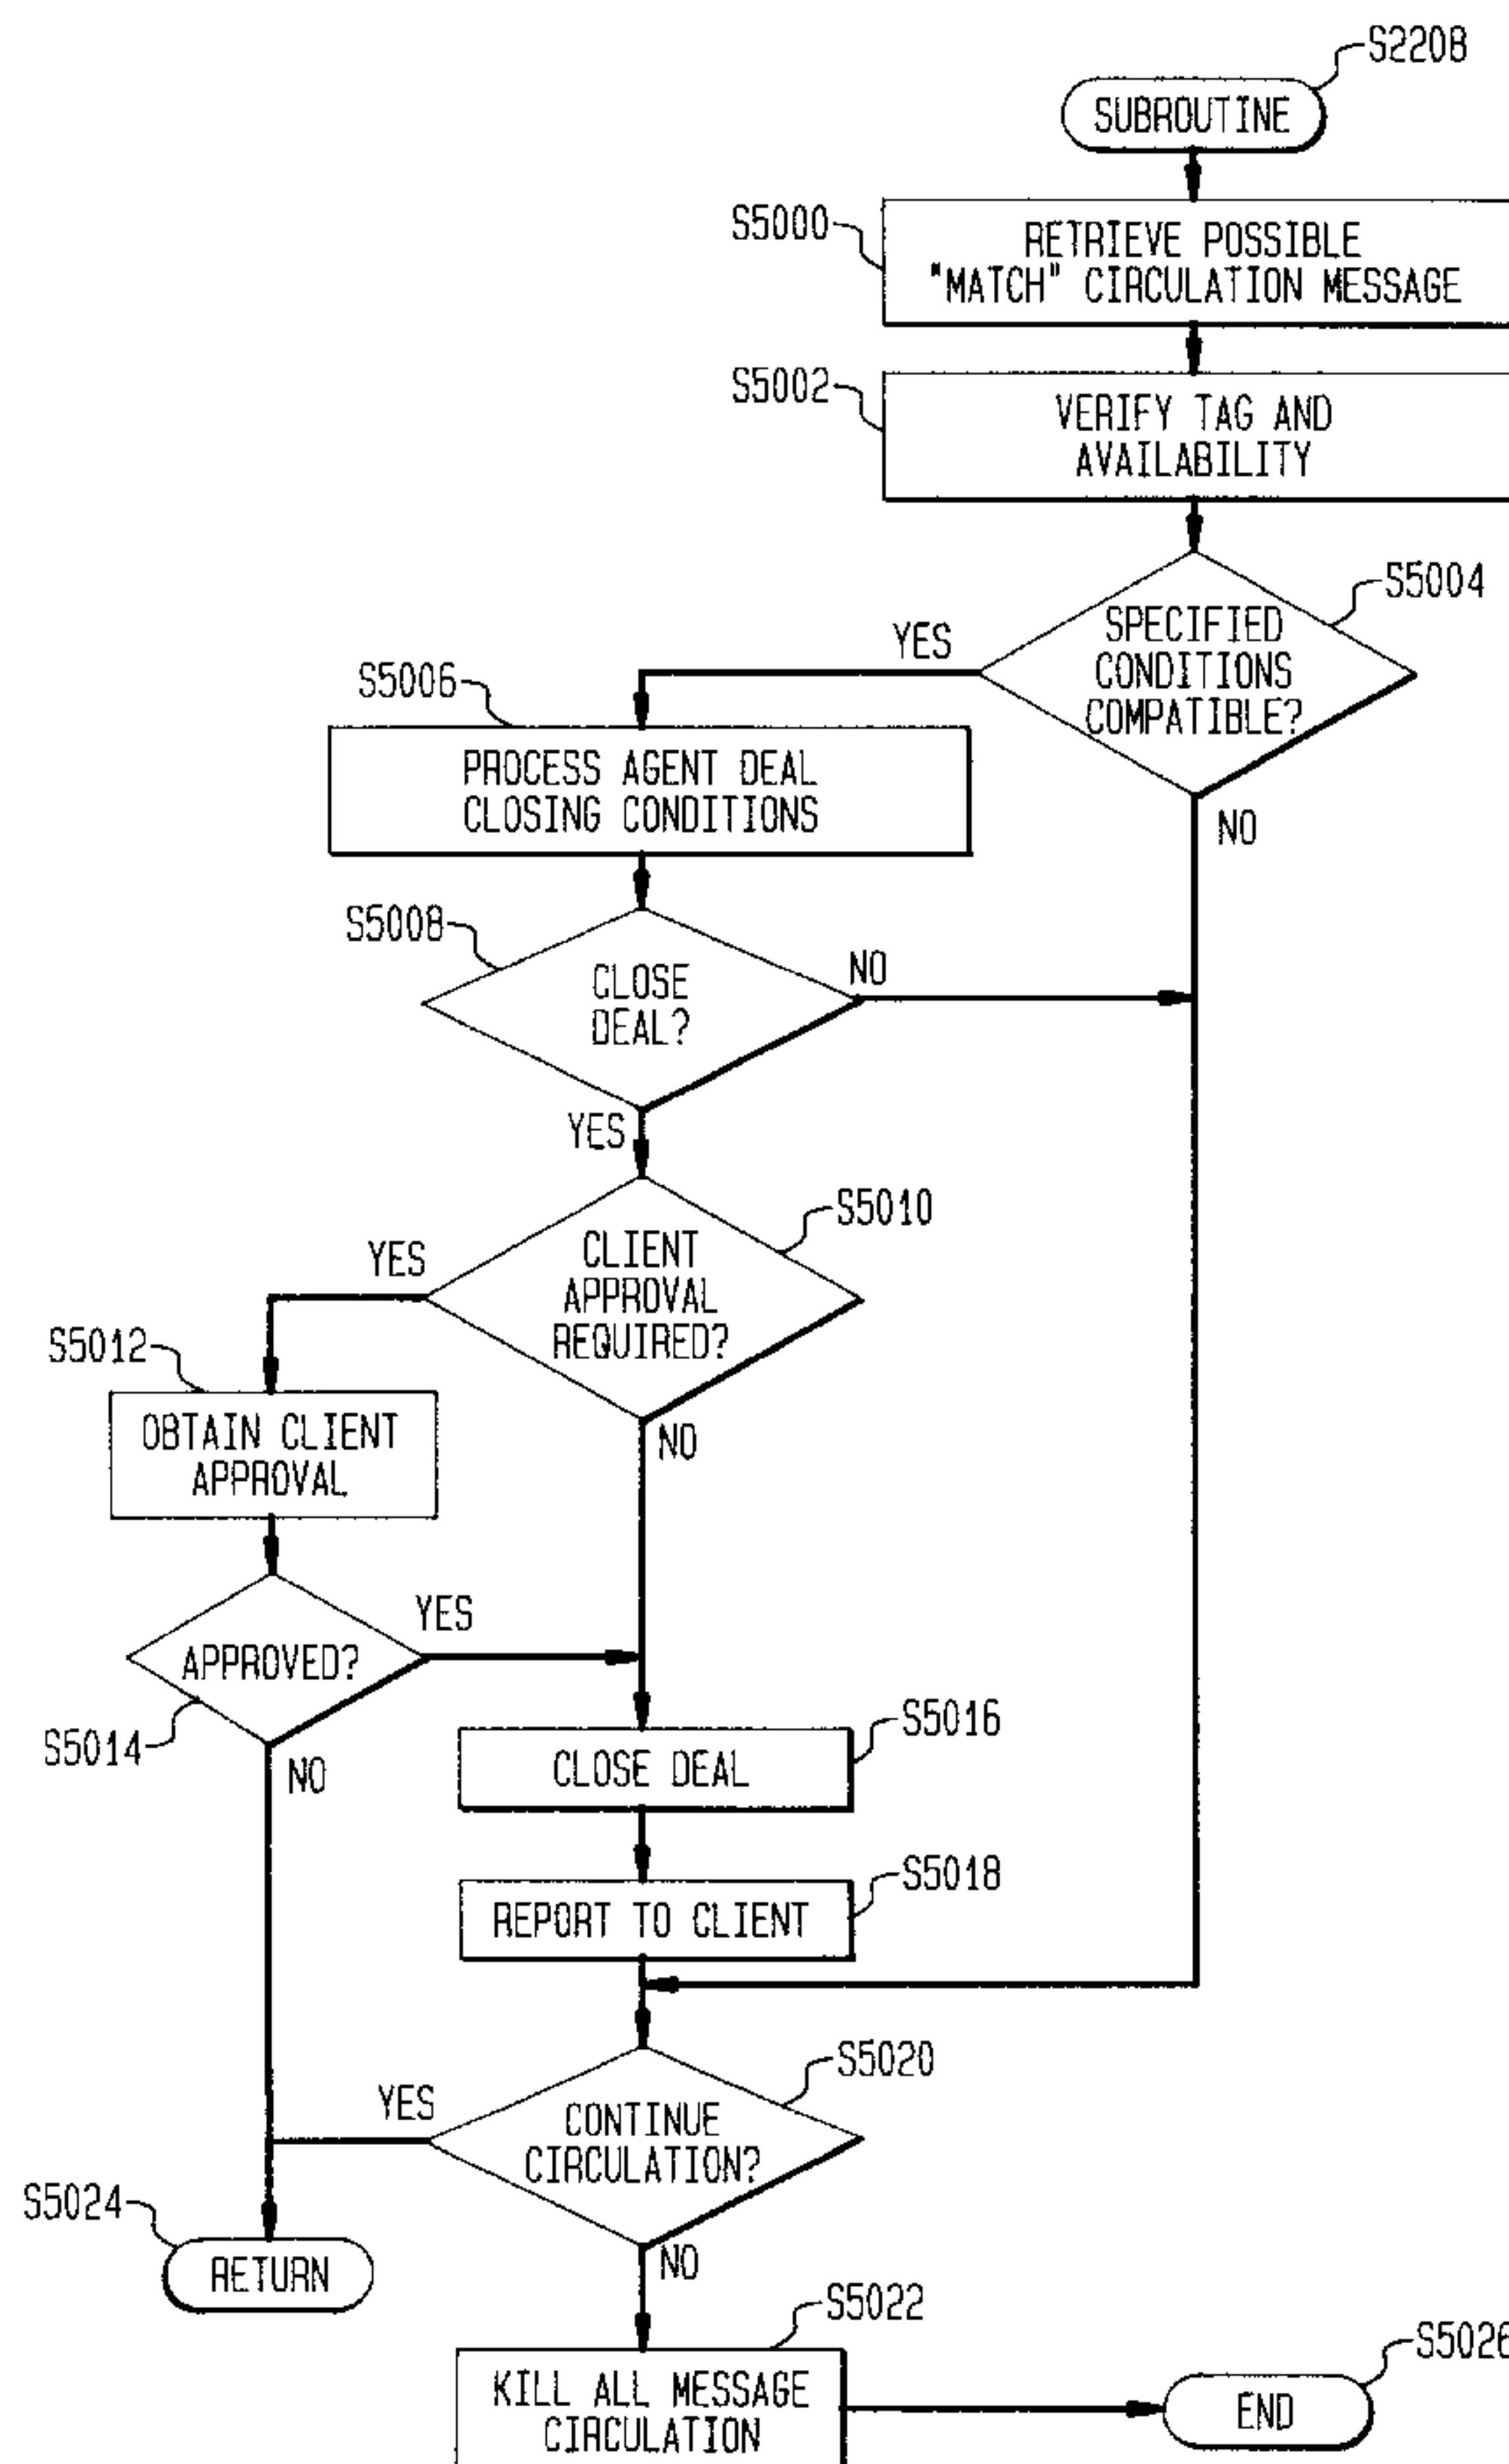 S2208
SUBROUTINE
S5000
RETRIEVE POSSIBLE
"MATCH" CIRCULATION MESSAGE
S5002
VERIFY TAG AND
AVAILABILITY
S5004
SPECIFIED
CONDITIONS
COMPATIBLE?
YES
NO
S5006
PROCESS AGENT DEAL
CLOSING CONDITIONS
S5008
CLOSE
DEAL?
NO
YES
S5010
CLIENT
APPROVAL
REQUIRED?
YES
NO
S5012
OBTAIN CLIENT
APPROVAL
APPROVED?
YES
S5014
NO
S5016
CLOSE DEAL
S5018
REPORT TO CLIENT
S5020
CONTINUE
CIRCULATION?
YES
NO
S5024
RETURN
S5022
KILL ALL MESSAGE
CIRCULATION
S5026
END